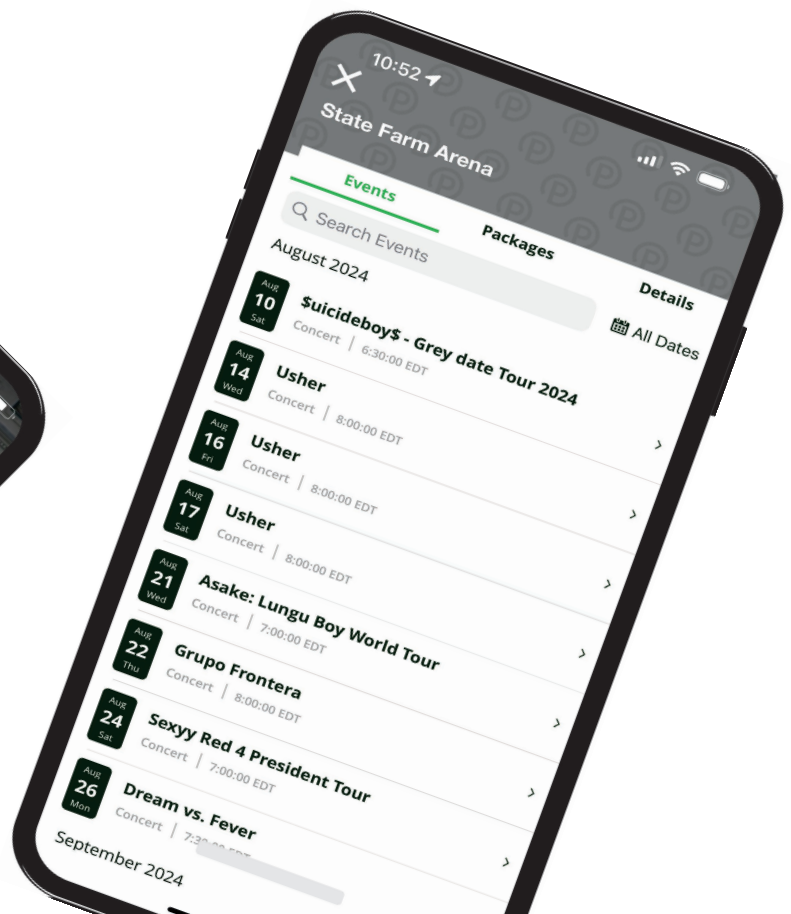 10:52
State Farm Arena
Events
Packages
Details
Search Events
All Dates
August 2024
Aug
10
Sat
$uicideboy$ - Grey date Tour 2024
Concert | 6:30:00 EDT
Aug
14
Wed
Usher
Concert | 8:00:00 EDT
Aug
16
Fri
Usher
Concert | 8:00:00 EDT
Aug
17
Sat
Usher
Concert | 8:00:00 EDT
Aug
21
Wed
Asake: Lungu Boy World Tour
Concert | 7:00:00 EDT
Aug
22
Thu
Grupo Frontera
Concert | 8:00:00 EDT
Aug
24
Sat
Sexyy Red 4 President Tour
Concert | 7:00:00 EDT
Aug
26
Mon
Dream vs. Fever
Concert |
September 2024